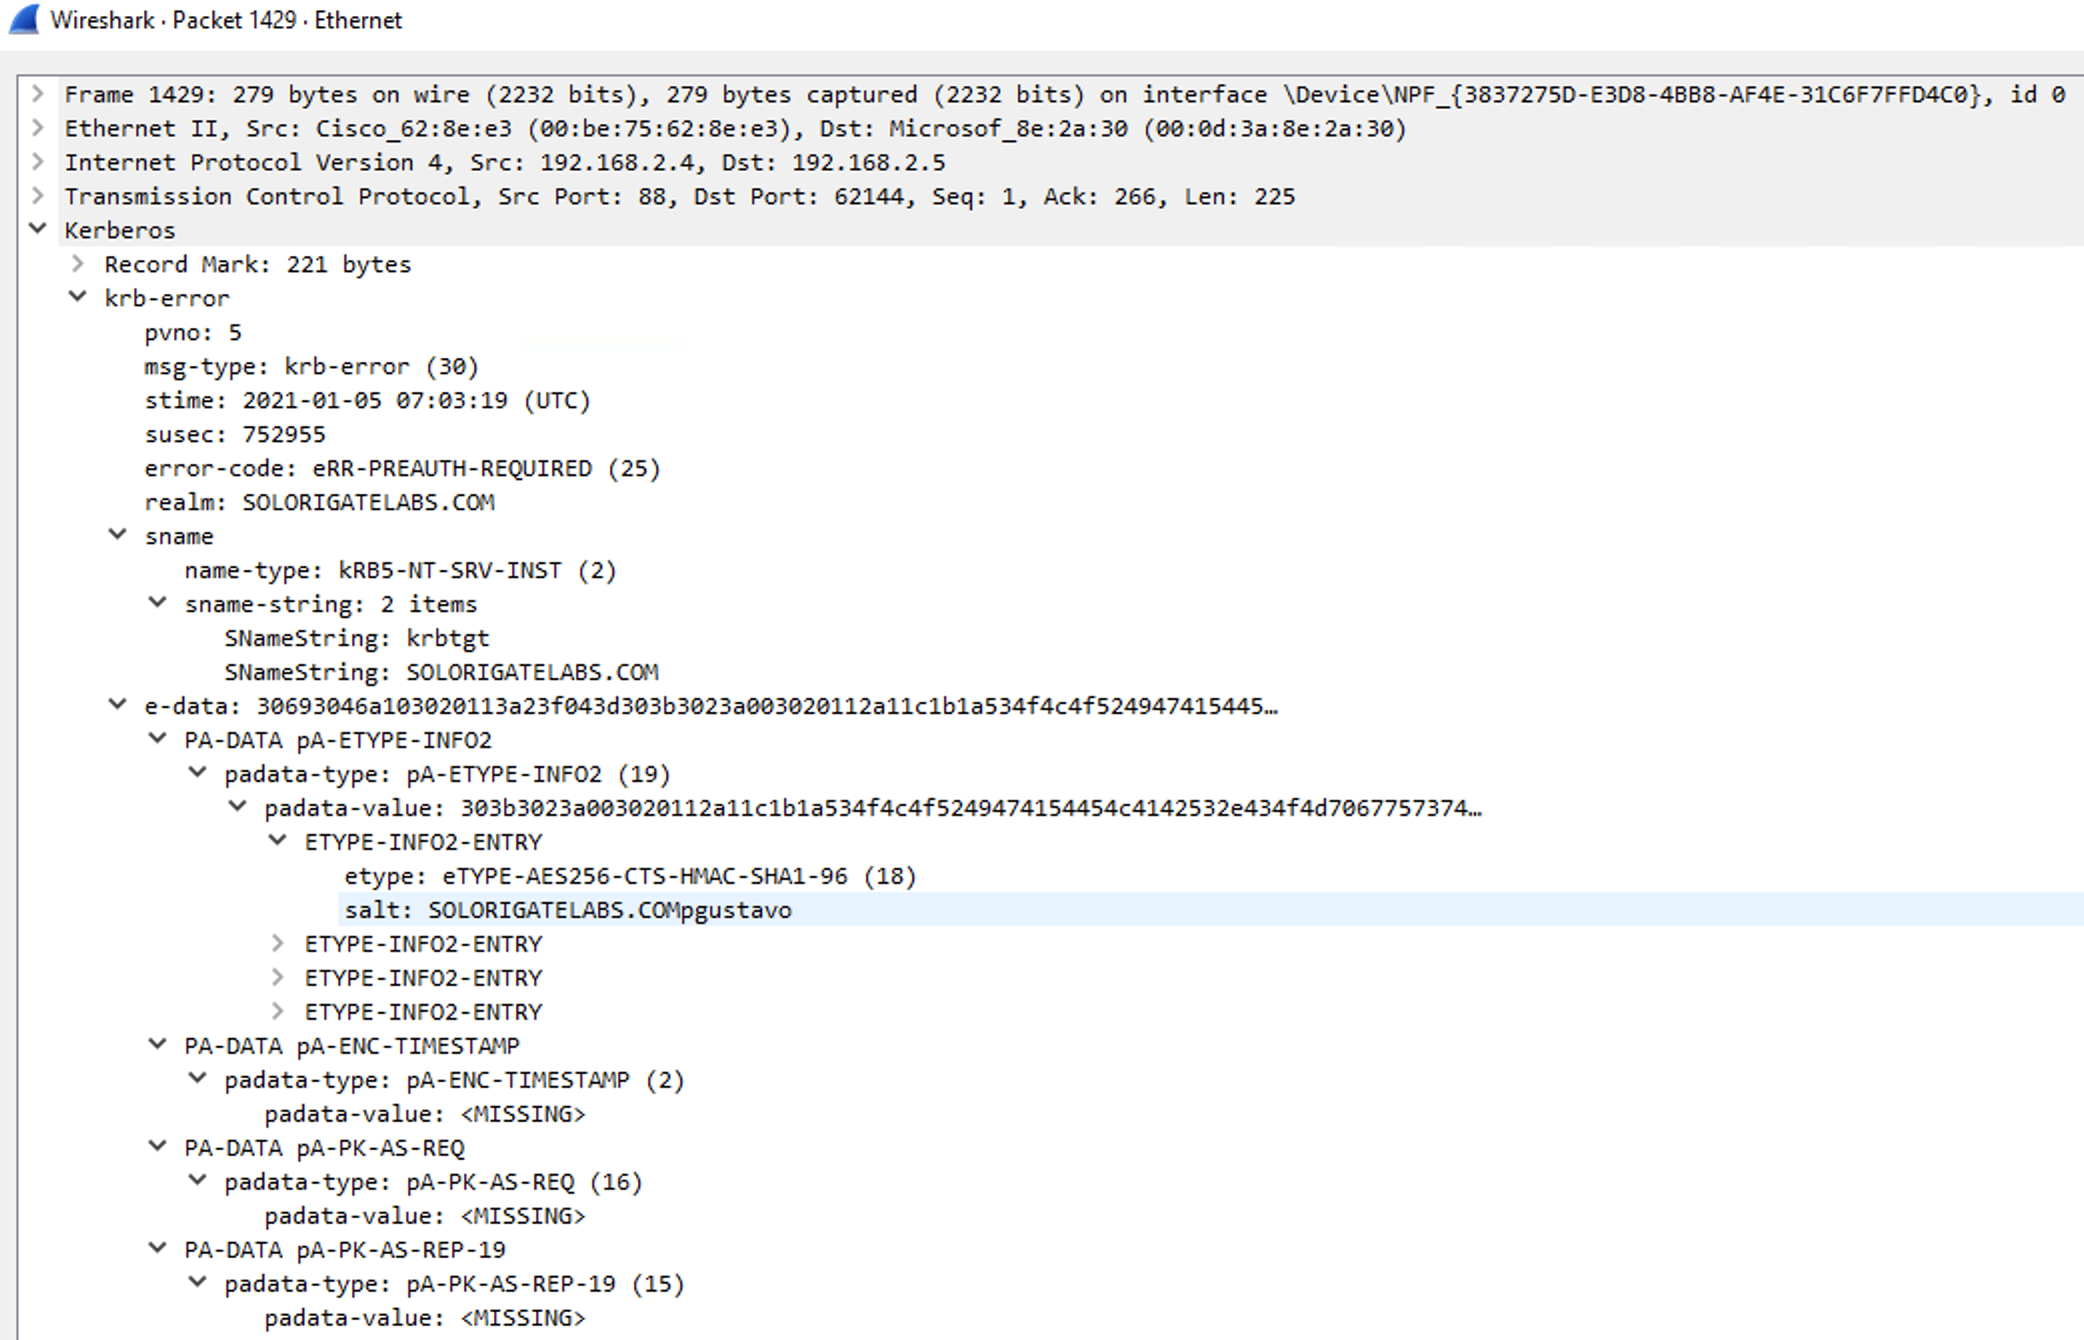 Wireshark · Packet 1429 · Ethernet
Frame 1429: 279 bytes on wire (2232 bits), 279 bytes captured (2232 bits) on interface \Device\NPF_{3837275D-E3D8-4BB8-AF4E-31C6F7FFD4C0}, id 0
Ethernet II, Src: Cisco_62:8e:e3 (00:be:75:62:8e:e3), Dst: Microsof_8e:2a:30 (00:0d:3a:8e:2a:30)
Internet Protocol Version 4, Src: 192.168.2.4, Dst: 192.168.2.5
Transmission Control Protocol, Src Port: 88, Dst Port: 62144, Seq: 1, Ack: 266, Len: 225
Kerberos
Record Mark: 221 bytes
krb-error
pvno: 5
msg-type: krb-error (30)
stime: 2021-01-05 07:03:19 (UTC)
susec: 752955
error-code: eRR-PREAUTH-REQUIRED (25)
realm: SOLORIGATELABS.COM
sname
name-type: kRB5-NT-SRV-INST (2)
sname-string: 2 items
SNameString: krbtgt
SNameString: SOLORIGATELABS.COM
e-data: 30693046a103020113a23f043d303b3023a003020112a11c1b1a534f4c4f524947415445…
PA-DATA pA-ETYPE-INFO2
padata-type: pA-ETYPE-INFO2 (19)
padata-value: 303b3023a003020112a11c1b1a534f4c4f5249474154454c4142532e434f4d7067757374…
ETYPE-INFO2-ENTRY
etype: eTYPE-AES256-CTS-HMAC-SHA1-96 (18)
salt: SOLORIGATELABS.COMpgustavo
ETYPE-INFO2-ENTRY
ETYPE-INFO2-ENTRY
ETYPE-INFO2-ENTRY
PA-DATA pA-ENC-TIMESTAMP
padata-type: pA-ENC-TIMESTAMP (2)
padata-value: <MISSING>
PA-DATA pA-PK-AS-REQ
padata-type: pA-PK-AS-REQ (16)
padata-value: <MISSING>
PA-DATA pA-PK-AS-REP-19
padata-type: pA-PK-AS-REP-19 (15)
padata-value: <MISSING>